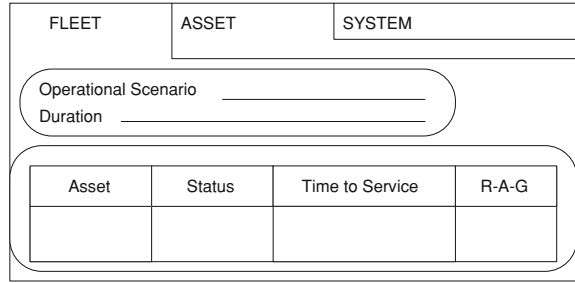 FLEET ASSET SYSTEM
Operational Scenario
Duration
Asset Status Time to Service R-A-G